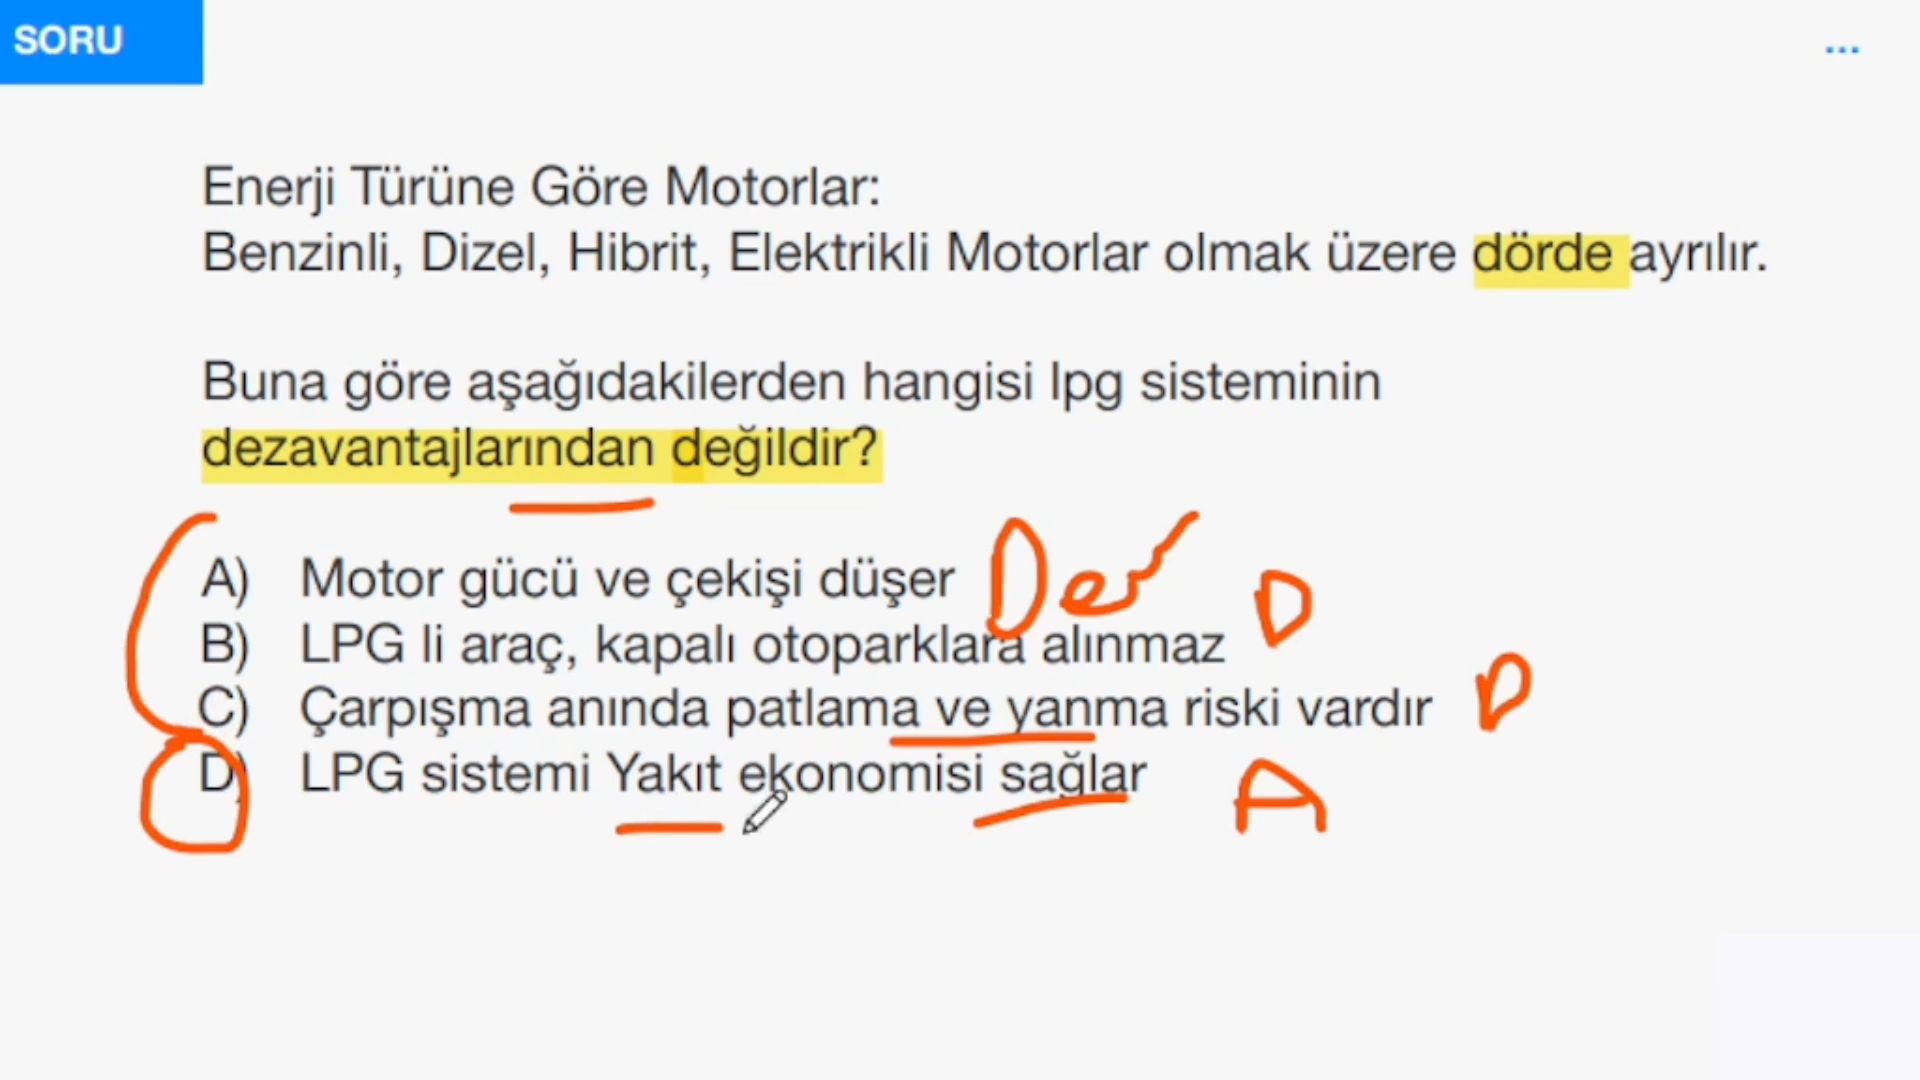 SORU
...
Enerji Türüne Göre Motorlar:
Benzinli, Dizel, Hibrit, Elektrikli Motorlar olmak üzere dörde ayrılır.
Buna göre aşağıdakilerden hangisi lpg sisteminin
dezavantajlarından değildir?
A) Motor gücü ve çekişi düşer
B) LPG li araç, kapalı otoparklara alınmaz D
C) Çarpışma anında patlama ve yanma riski vardır D
D) LPG sistemi Yakıt ekonomisi sağlar A